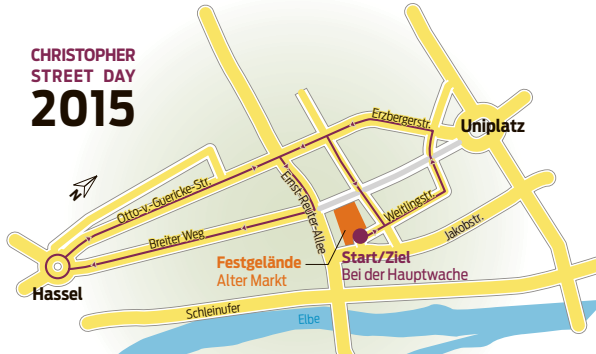 CHRISTOPHER
STREET DAY
2015
Erzbergerstr.
Uniplatz
N
Otto-v.-Guericke-Str.
Ernst-Reuter-Allee
Weitlingstr.
Breiter Weg
Jakobstr.
Festgelände
Alter Markt
Start/Ziel
Bei der Hauptwache
Hassel
Schleinufer
Elbe